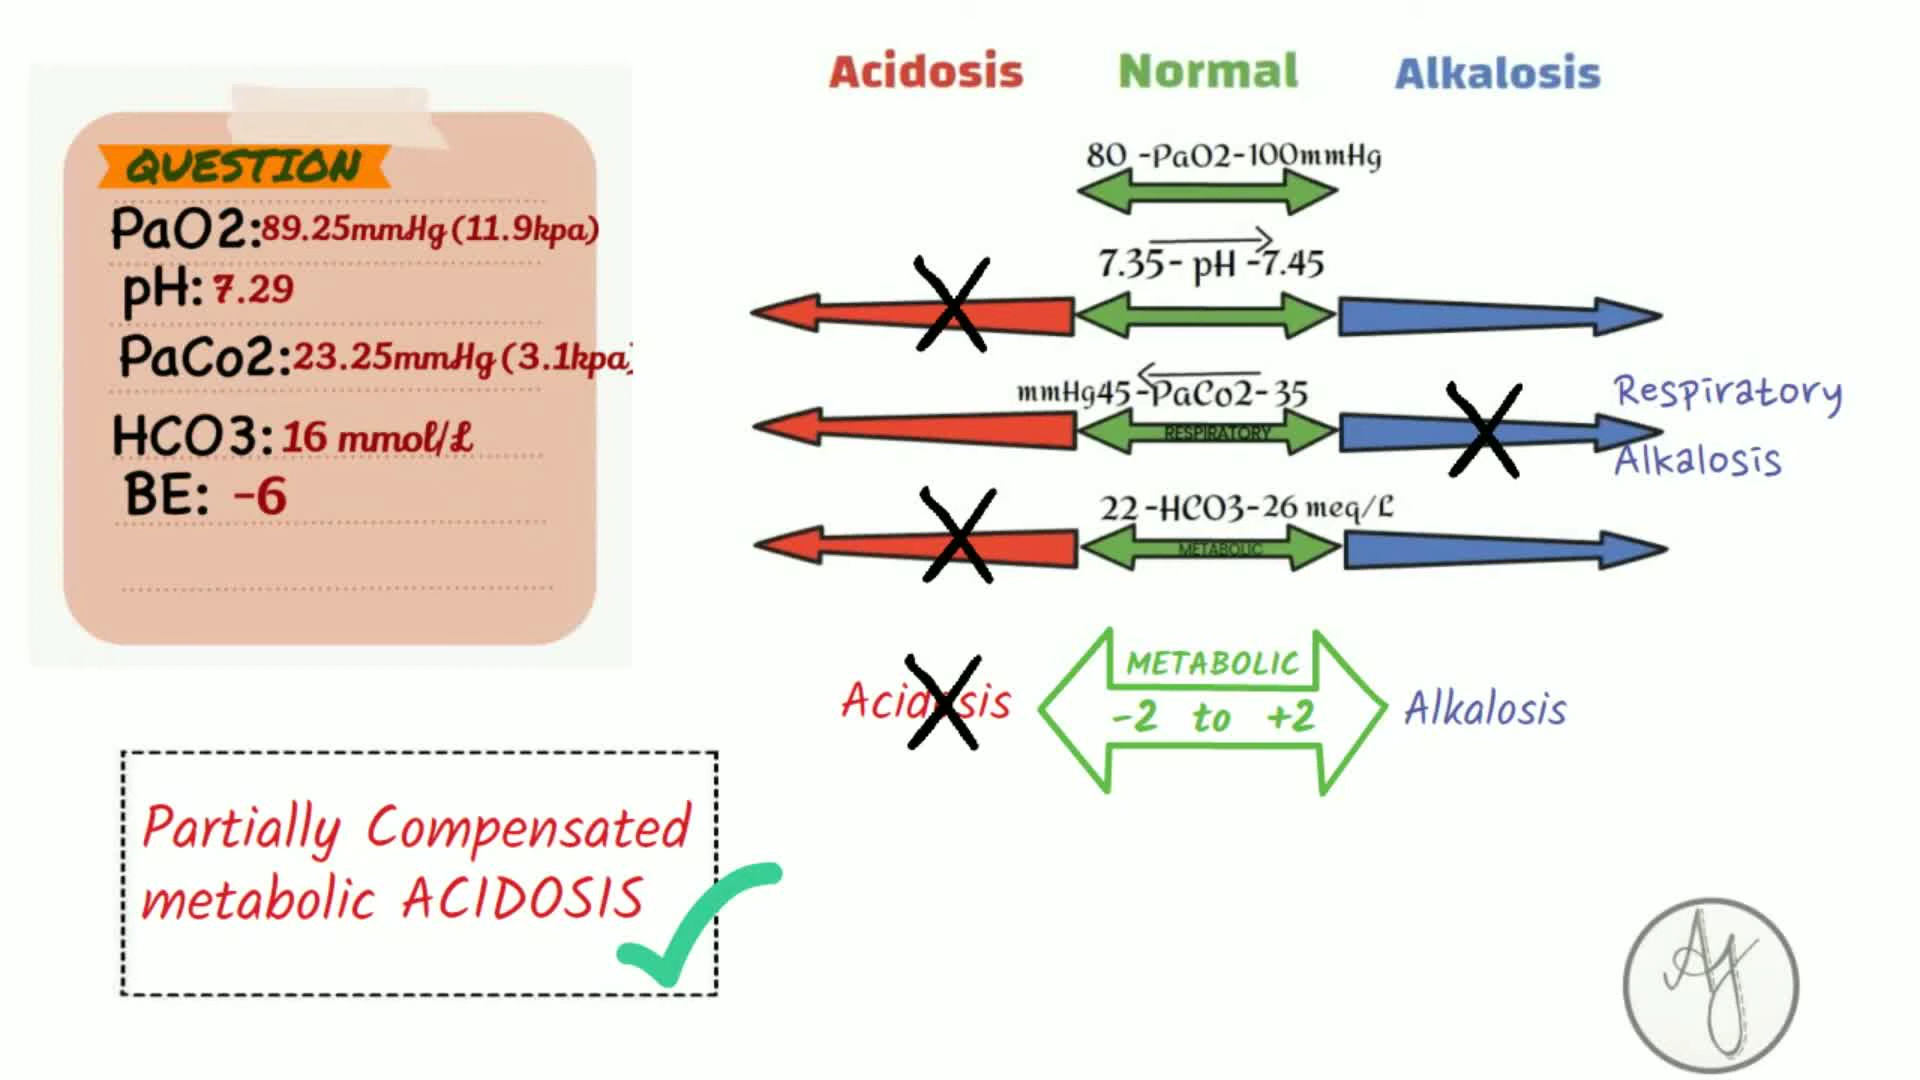 QUESTION
PaO2:89.25mmHg(11.9kpa)
pH: 7.29
PaCo2:23.25mmHg(3.1kpa)
HCO3: 16 mmol/L
BE: -6
Acidosis Normal Alkalosis
80 -PaO2-100mmHg
7.35- pH -7.45
mmHg45-PaCo2-35
RESPIRATORY
Respiratory
Alkalosis
22 -HCO3-26 meq/L
METABOLIC
METABOLIC
Acidosis -2 to +2 Alkalosis
Partially Compensated
metabolic ACIDOSIS